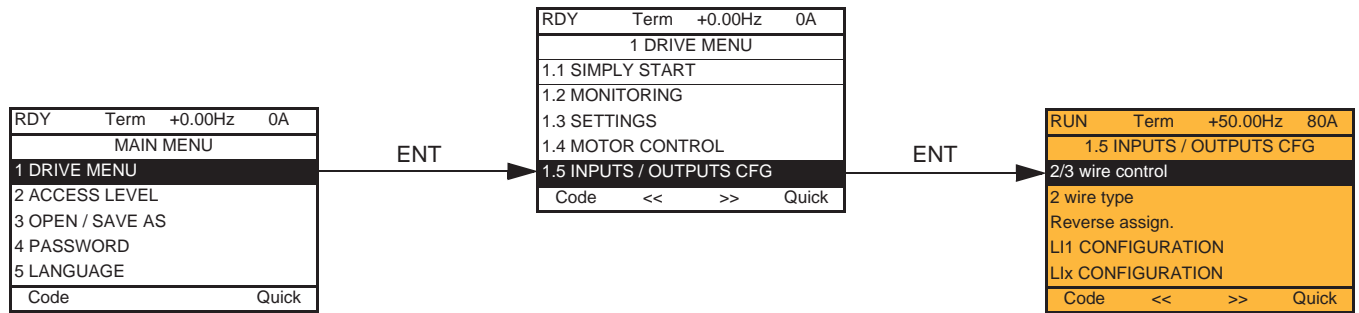 RDY Term +0.00Hz 0A
MAIN MENU
1 DRIVE MENU
2 ACCESS LEVEL
3 OPEN / SAVE AS
4 PASSWORD
5 LANGUAGE
Code Quick
ENT
RDY Term +0.00Hz 0A
1 DRIVE MENU
1.1 SIMPLY START
1.2 MONITORING
1.3 SETTINGS
1.4 MOTOR CONTROL
1.5 INPUTS / OUTPUTS CFG
Code << >> Quick
ENT
RUN Term +50.00Hz 80A
1.5 INPUTS / OUTPUTS CFG
2/3 wire control
2 wire type
Reverse assign.
LI1 CONFIGURATION
LIx CONFIGURATION
Code << >> Quick